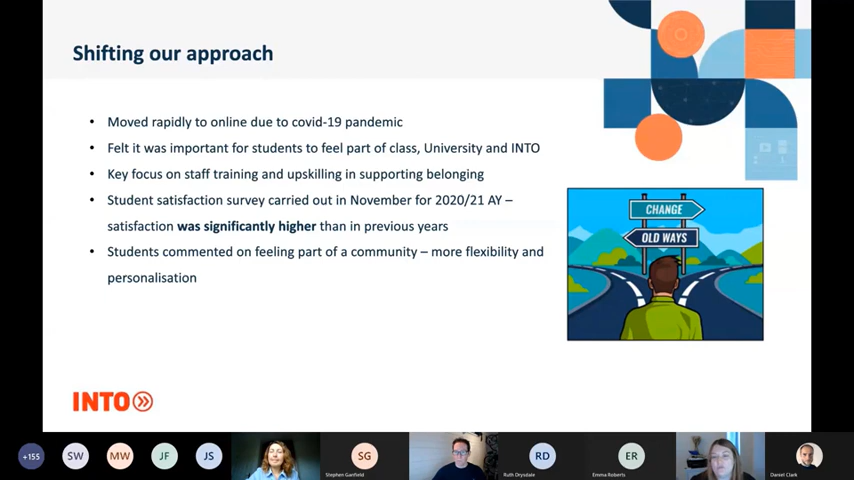 Shifting our approach
• Moved rapidly to online due to covid-19 pandemic
• Felt it was important for students to feel part of class, University and INTO
• Key focus on staff training and upskilling in supporting belonging
• Student satisfaction survey carried out in November for 2020/21 AY –
satisfaction was significantly higher than in previous years
• Students commented on feeling part of a community – more flexibility and
personalisation
CHANGE
OLD WAYS
INTO
+155
SW
MW
JF
JS
SG
RD
ER
Stephen Ganfield
Ruth Drysdale
Emma Roberts
Daniel Clark